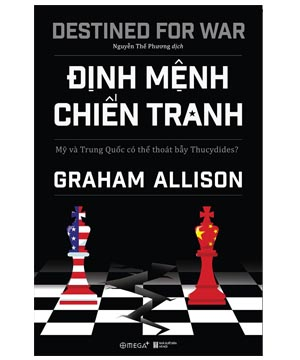 DESTINED FOR WAR
Nguyễn Thế Phương dịch
ĐỊNH MỆNH
CHIẾN TRANH
Mỹ và Trung Quốc có thể thoát bẫy Thucydides?
GRAHAM ALLISON
OMEGA+